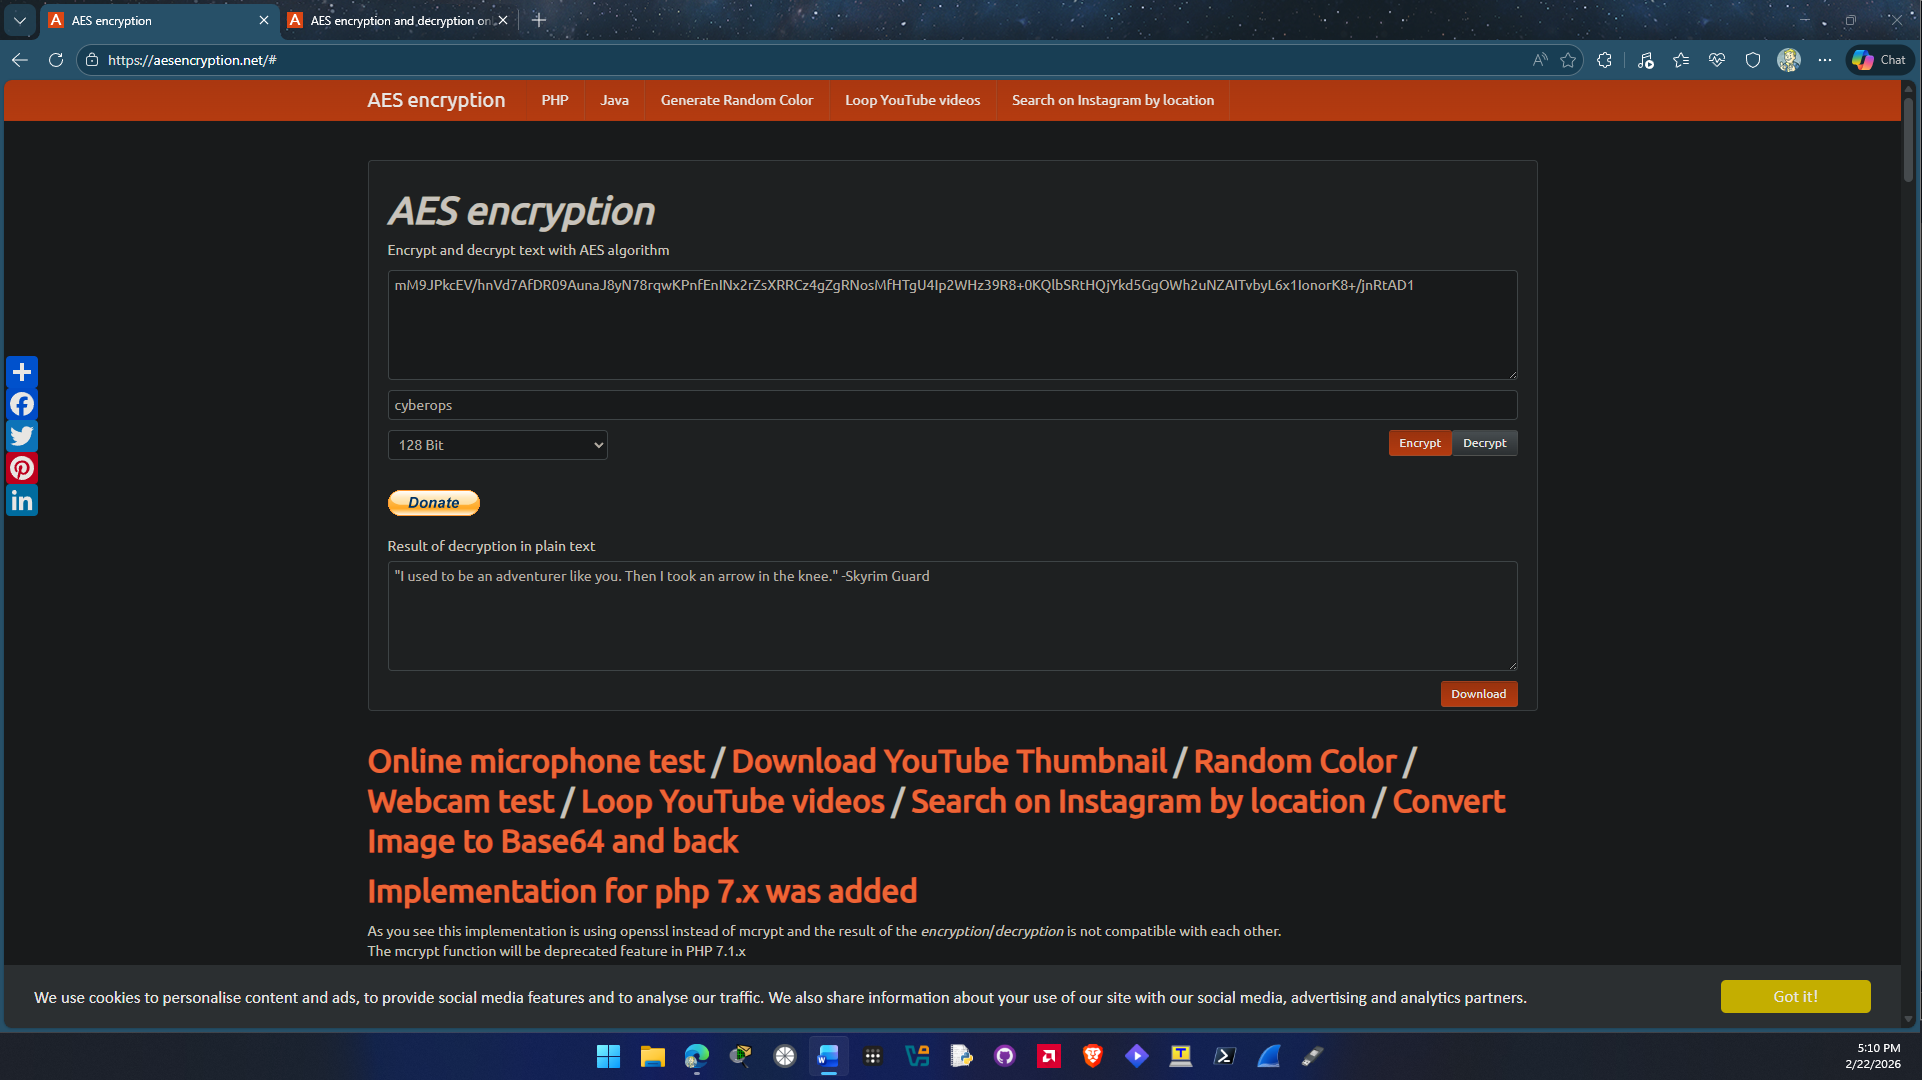 AES encryption
AES encryption and decryption onl
https://aesencryption.net/#
Chat
AES encryption
PHP
Java
Generate Random Color
Loop YouTube videos
Search on Instagram by location
AES encryption
Encrypt and decrypt text with AES algorithm
mM9JPkcEV/hnVd7AfDR09AunaJ8yN78rqwKPnfEnINx2rZsXRRCz4gZgRNosMfHTgU4Ip2WHz39R8+0KQlbSRtHQjYkd5GgOWh2uNZAITvbyL6x1IonorK8+/jnRtAD1
cyberops
128 Bit
Encrypt
Decrypt
Donate
Result of decryption in plain text
"I used to be an adventurer like you. Then I took an arrow in the knee." -Skyrim Guard
Download
Online microphone test / Download YouTube Thumbnail / Random Color /
Webcam test / Loop YouTube videos / Search on Instagram by location / Convert
Image to Base64 and back
Implementation for php 7.x was added
As you see this implementation is using openssl instead of mcrypt and the result of the encryption/decryption is not compatible with each other.
The mcrypt function will be deprecated feature in PHP 7.1.x
We use cookies to personalise content and ads, to provide social media features and to analyse our traffic. We also share information about your use of our site with our social media, advertising and analytics partners.
Got it!
5:10 PM
2/22/2026